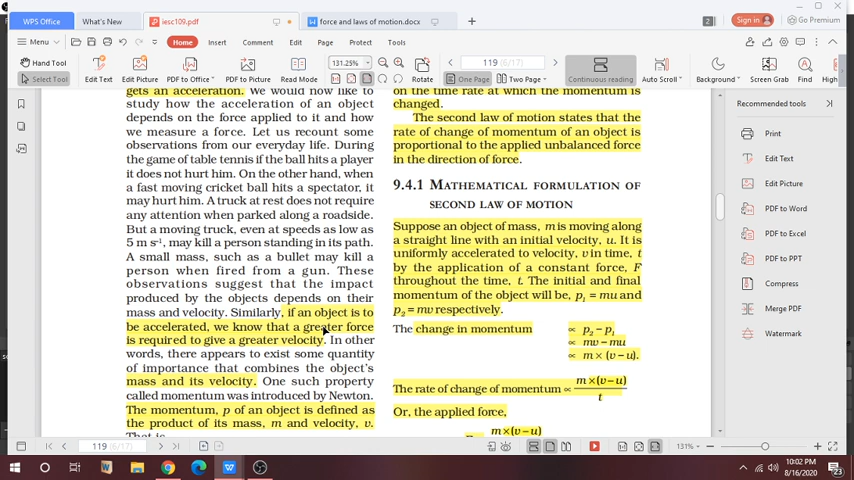 WPS Office
What's New
iesc109.pdf
force and laws of motion.docx
2
Sign in
Go Premium
Menu
Home
Insert
Comment
Edit
Page
Protect
Tools
Hand Tool
Select Tool
Edit Text
Edit Picture
PDF to Office
PDF to Picture
Read Mode
131.25%
Rotate
119 (6/17)
One Page
Two Page
Continuous reading
Auto Scroll
Background
Screen Grab
Find
High
gets an acceleration. We would now like to
study how the acceleration of an object
depends on the force applied to it and how
we measure a force. Let us recount some
observations from our everyday life. During
the game of table tennis if the ball hits a player
it does not hurt him. On the other hand, when
a fast moving cricket ball hits a spectator, it
may hurt him. A truck at rest does not require
any attention when parked along a roadside.
But a moving truck, even at speeds as low as
5 m s⁻¹, may kill a person standing in its path.
A small mass, such as a bullet may kill a
person when fired from a gun. These
observations suggest that the impact
produced by the objects depends on their
mass and velocity. Similarly, if an object is to
be accelerated, we know that a greater force
is required to give a greater velocity. In other
words, there appears to exist some quantity
of importance that combines the object's
mass and its velocity. One such property
called momentum was introduced by Newton.
The momentum, p of an object is defined as
the product of its mass, m and velocity, v.
That is
on the time rate at which the momentum is
changed.
The second law of motion states that the
rate of change of momentum of an object is
proportional to the applied unbalanced force
in the direction of force.
9.4.1 MATHEMATICAL FORMULATION OF
SECOND LAW OF MOTION
Suppose an object of mass, m is moving along
a straight line with an initial velocity, u. It is
uniformly accelerated to velocity, v in time, t
by the application of a constant force, F
throughout the time, t. The initial and final
momentum of the object will be, p₁ = mu and
p₂ = mv respectively.
The change in momentum ∝ p₂ – p₁
∝ mv – mu
∝ m × (v – u).
The rate of change of momentum ∝ m×(v–u)
t
Or, the applied force,
m×(v–u)
Recommended tools
Print
Edit Text
Edit Picture
PDF to Word
PDF to Excel
PDF to PPT
Compress
Merge PDF
Watermark
119 (6/17)
131%
10:02 PM
8/16/2020
23